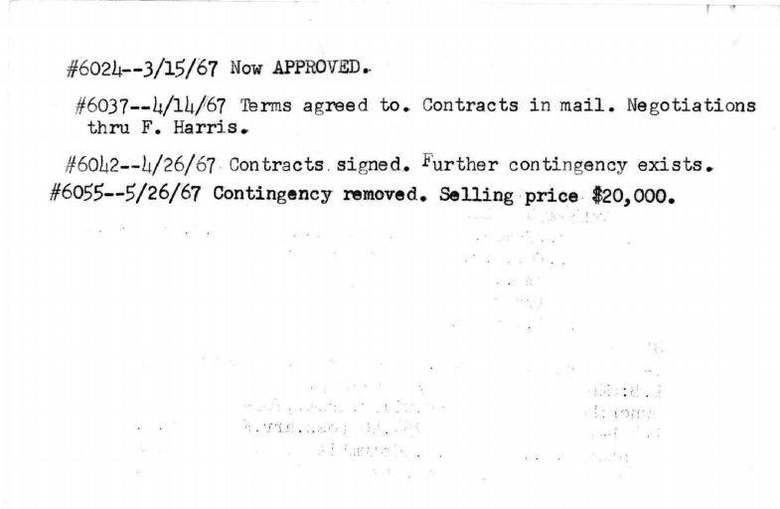 #6024--3/15/67 Now APPROVED.
#6037--4/14/67 Terms agreed to. Contracts in mail. Negotiations
thru F. Harris.
#6042--4/26/67 Contracts signed. Further contingency exists.
#6055--5/26/67 Contingency removed. Selling price $20,000.